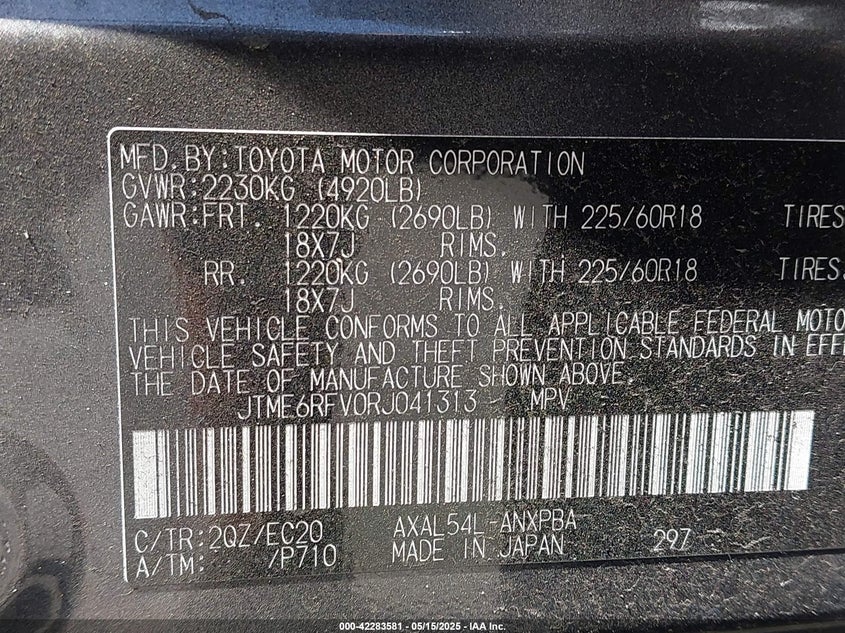 MFD.BY:TOYOTA MOTOR CORPORATION
GVWR:2230KG (4920LB)
GAWR:FRT. 1220KG (2690LB) WITH 225/60R18 TIRES
18X7J RIMS,
RR. 1220KG (2690LB) WITH 225/60R18 TIRES,
18X7J RIMS.
THIS VEHICLE CONFORMS TO ALL APPLICABLE FEDERAL MOTO
VEHICLE SAFETY AND THEFT PREVENTION STANDARDS IN EFFE
THE DATE OF MANUFACTURE SHOWN ABOVE.
JTME6RFV0RJ041313 MPV
C/TR:2QZ/EC20 AXAL54L-ANXPBA
A/TM: /P710 MADE IN JAPAN 297
000-42283581 - 05/15/2025 - IAA Inc.